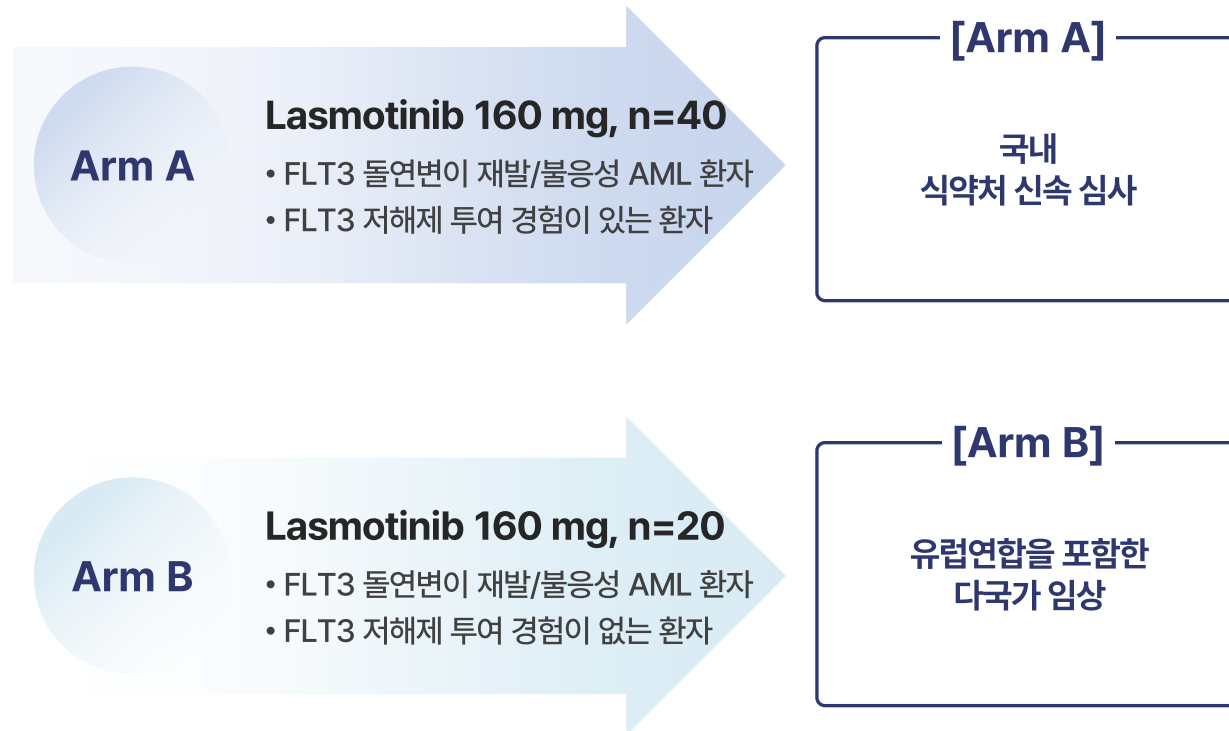 Arm A
Lasmotinib 160 mg, n=40
• FLT3 돌연변이 재발/불응성 AML 환자
• FLT3 저해제 투여 경험이 있는 환자
[Arm A]
국내
식약처 신속 심사
Arm B
Lasmotinib 160 mg, n=20
• FLT3 돌연변이 재발/불응성 AML 환자
• FLT3 저해제 투여 경험이 없는 환자
[Arm B]
유럽연합을 포함한
다국가 임상